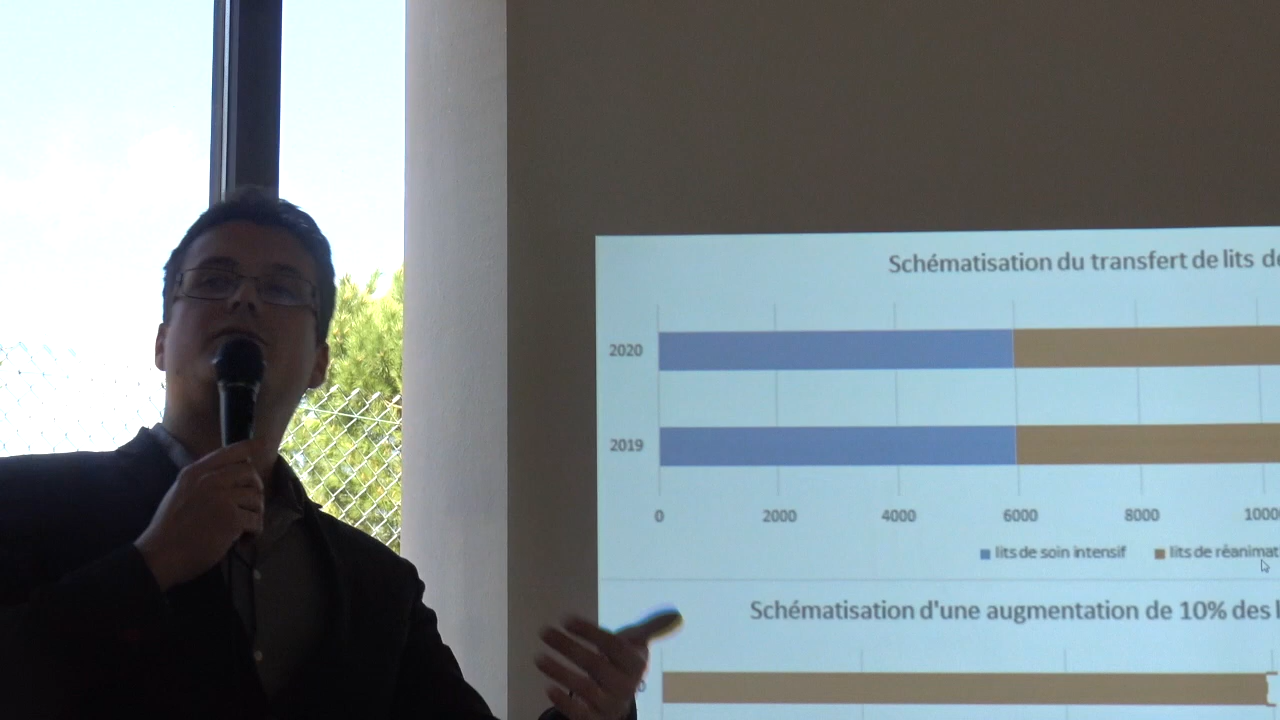 Schématisation du transfert de lits
2020
2019
0 2000 4000 6000 8000
lits de soin intensif lits de
Schématisation d'une augmentation de 10% des